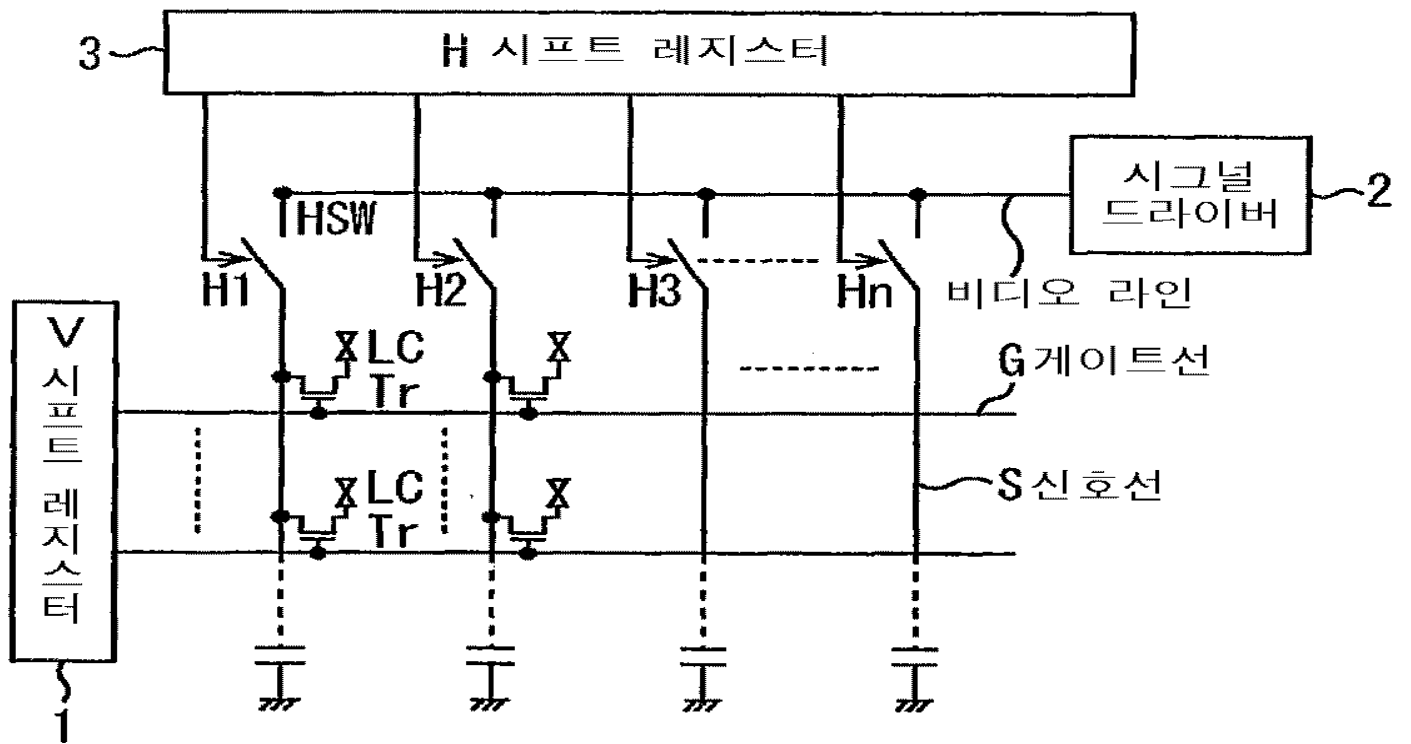 3
H 시프트 레지스터
시그널
드라이버
2
HSW
H1
H2
H3
Hn
비디오 라인
V 시프트 레지스터
1
LC
Tr
G 게이트선
LC
Tr
S 신호선